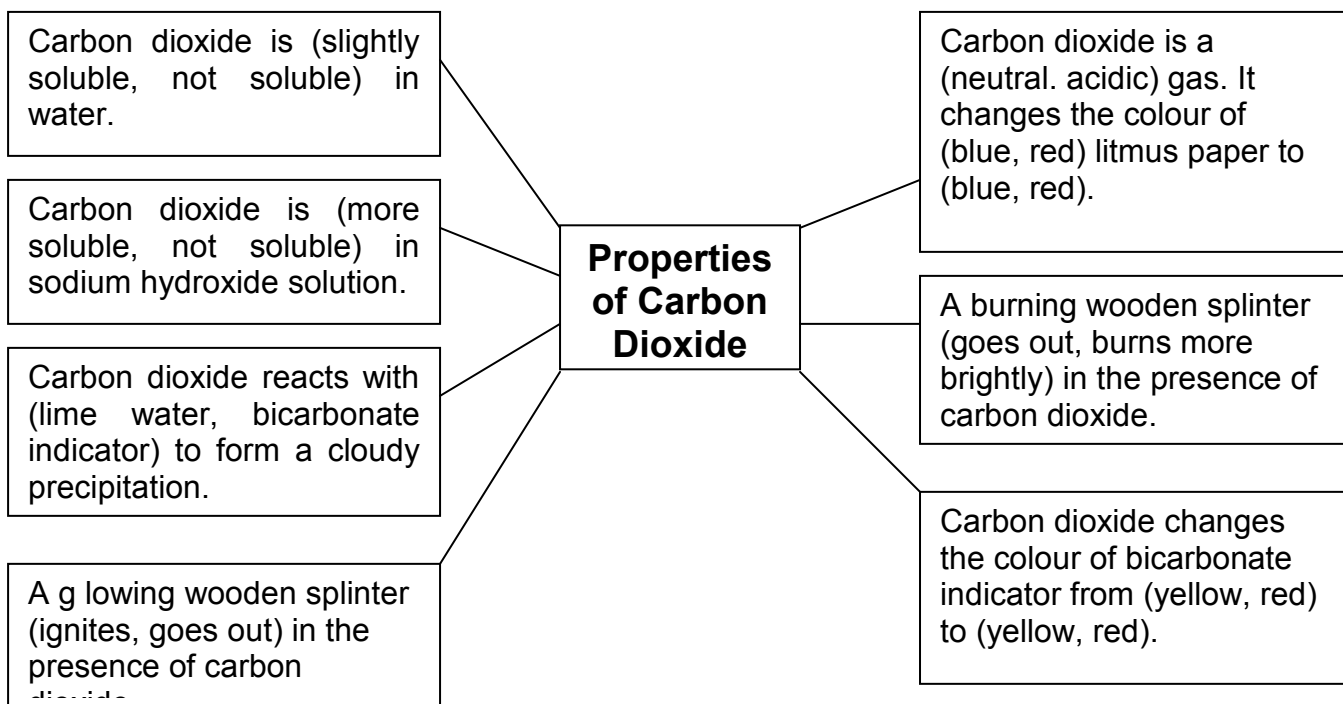 Carbon dioxide is (slightly
soluble, not soluble) in
water.
Carbon dioxide is (more
soluble, not soluble) in
sodium hydroxide solution.
Carbon dioxide reacts with
(lime water, bicarbonate
indicator) to form a cloudy
precipitation.
A g lowing wooden splinter
(ignites, goes out) in the
presence of carbon
Properties
of Carbon
Dioxide
Carbon dioxide is a
(neutral. acidic) gas. It
changes the colour of
(blue, red) litmus paper to
(blue, red).
A burning wooden splinter
(goes out, burns more
brightly) in the presence of
carbon dioxide.
Carbon dioxide changes
the colour of bicarbonate
indicator from (yellow, red)
to (yellow, red).